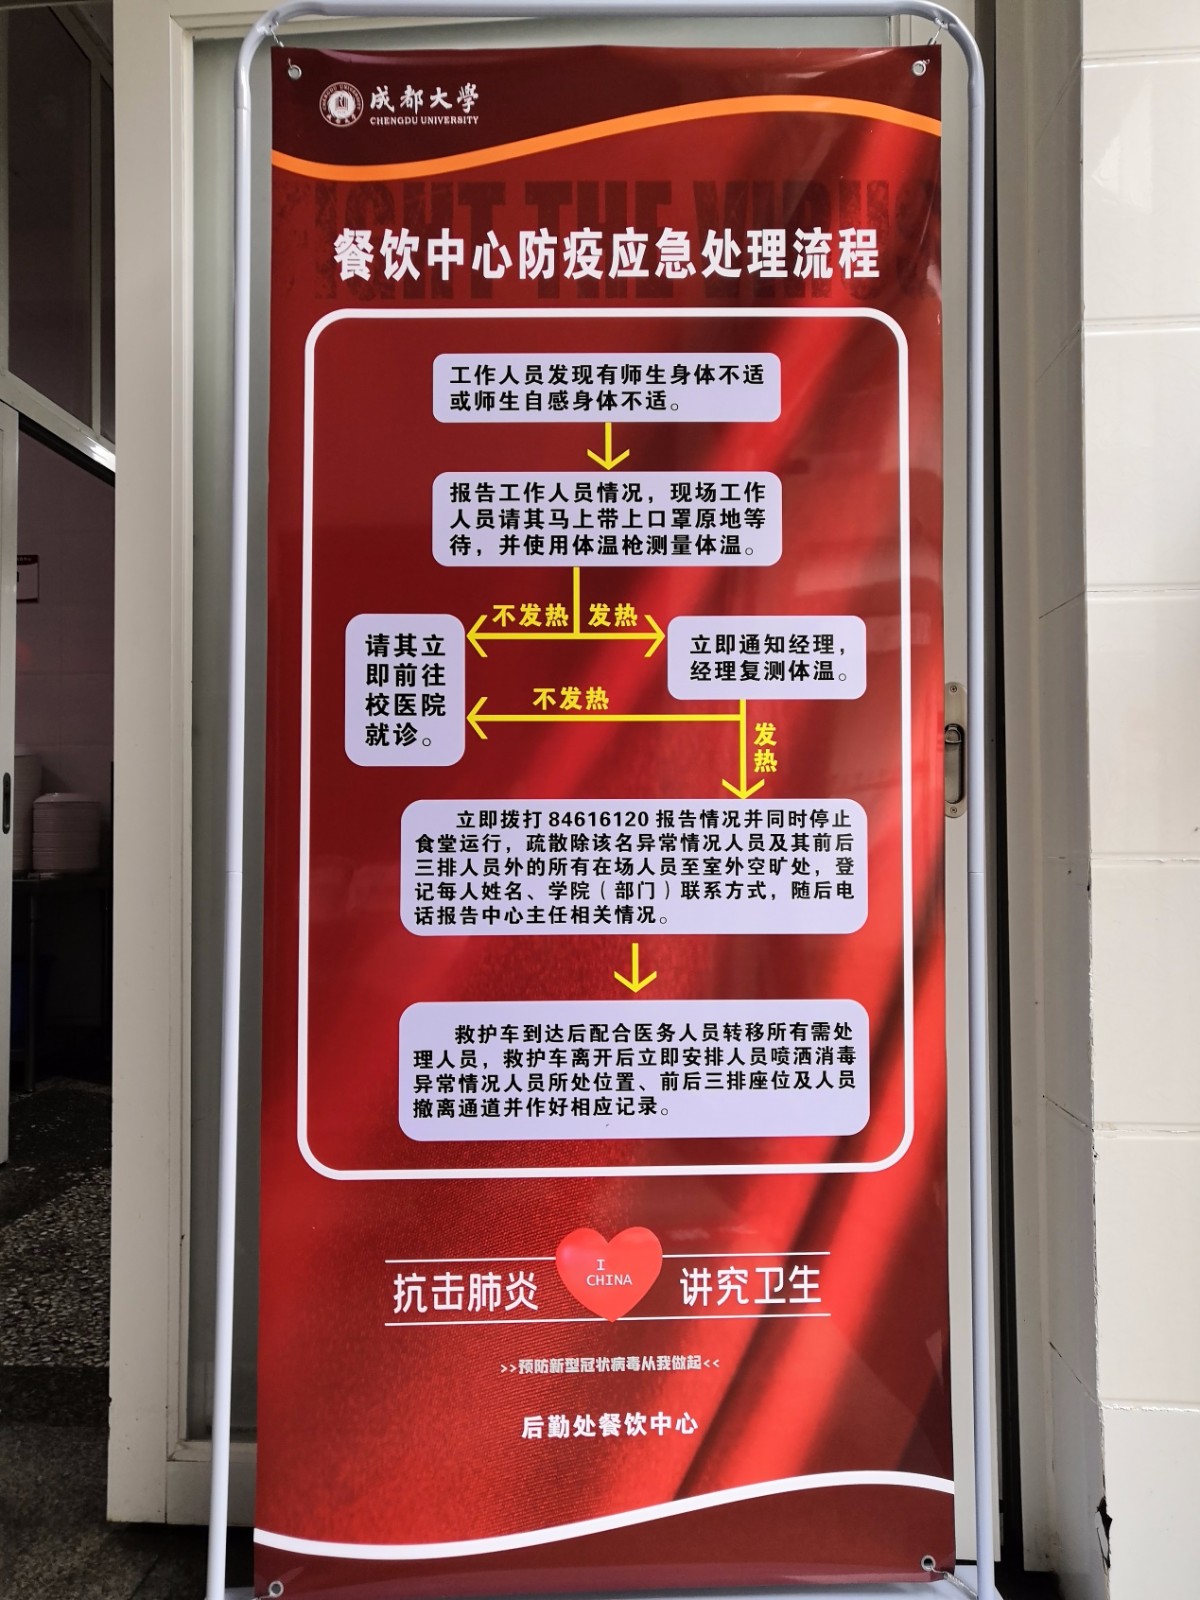 成都大學
CHENGDU UNIVERSITY
FIGHT THE VIRUS
餐饮中心防疫应急处理流程
工作人员发现有师生身体不适
或师生自感身体不适。
报告工作人员情况，现场工作
人员请其马上带上口罩原地等
待，并使用体温枪测量体温。
不发热 发热
请其立
即前往
校医院
就诊。
立即通知经理，
经理复测体温。
不发热
发
热
立即拨打 84616120 报告情况并同时停止
食堂运行，疏散除该名异常情况人员及其前后
三排人员外的所有在场人员至室外空旷处，登
记每人姓名、学院（部门）联系方式，随后电
话报告中心主任相关情况。
救护车到达后配合医务人员转移所有需处
理人员，救护车离开后立即安排人员喷洒消毒
异常情况人员所处位置、前后三排座位及人员
撤离通道并作好相应记录。
抗击肺炎
I
CHINA
讲究卫生
>>预防新型冠状病毒从我做起<<
后勤处餐饮中心